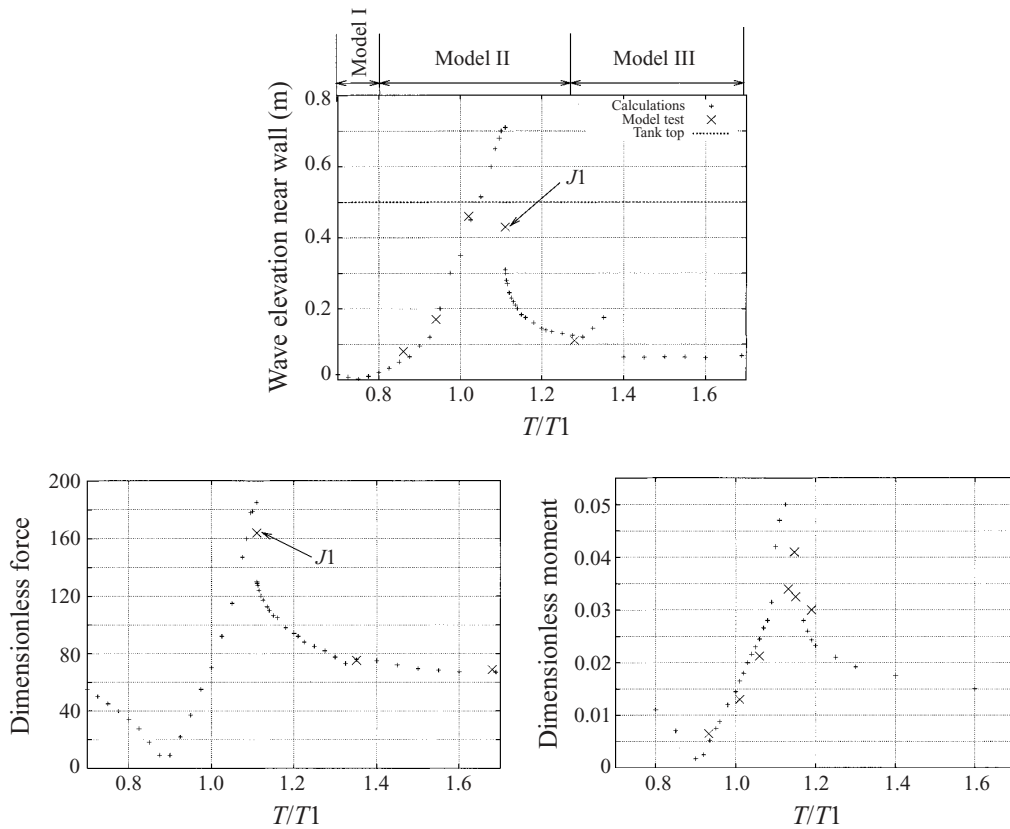 Model I
Model II
Model III
Wave elevation near wall (m)
0.8
0.6
0.4
0.2
0
Calculations
Model test
Tank top
J1
0.8 1.0 1.2 1.4 1.6
T/T1
Dimensionless force
200
160
120
80
40
0
J1
0.8 1.0 1.2 1.4 1.6
T/T1
Dimensionless moment
0.05
0.04
0.03
0.02
0.01
0
0.8 1.0 1.2 1.4 1.6
T/T1